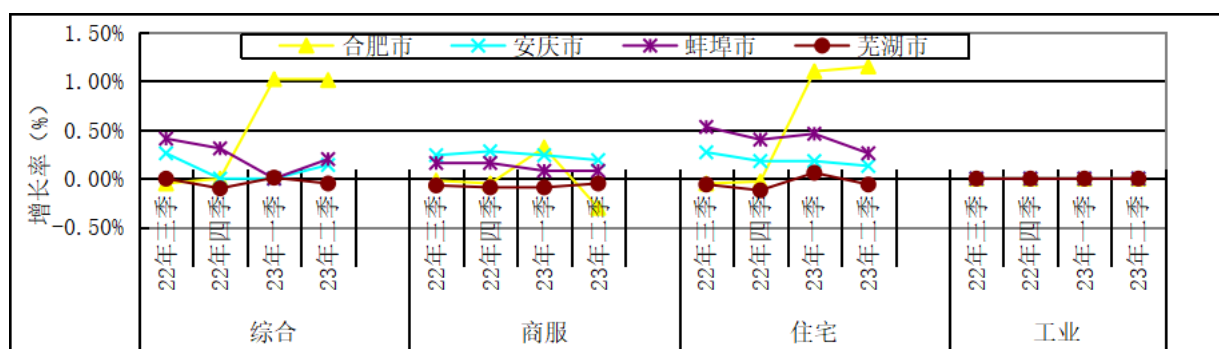 1.50%
合肥市 安庆市 蚌埠市 芜湖市
1.00%
0.50%
0.00%
-0.50%
增长率（%）
22年三季 22年四季 23年一季 23年二季 22年三季 22年四季 23年一季 23年二季 22年三季 22年四季 23年一季 23年二季 22年三季 22年四季 23年一季 23年二季
综合 商服 住宅 工业